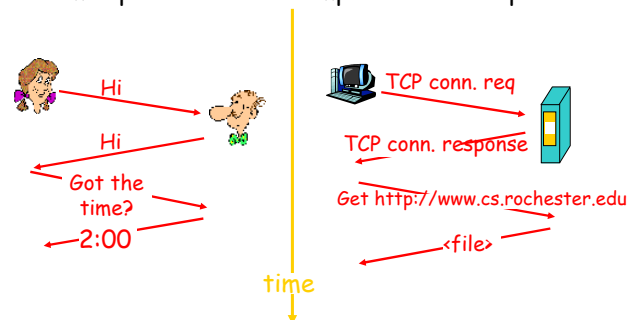 Hi
Hi
Got the
time?
2:00
TCP conn. req
TCP conn. response
Get http://www.cs.rochester.edu
<file>
time